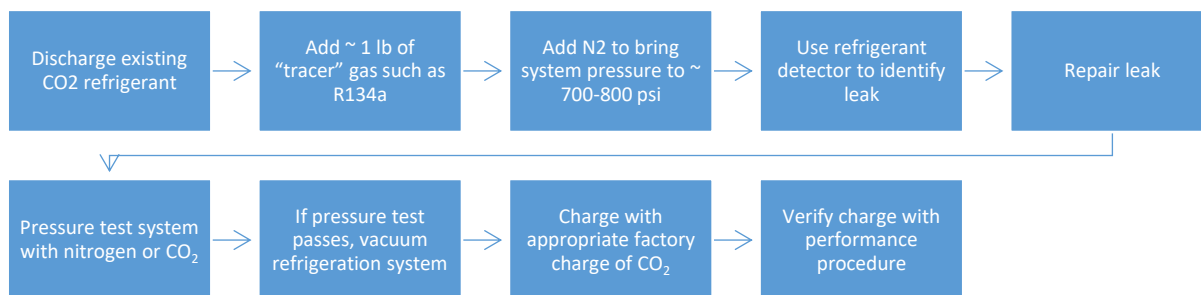 Discharge existing
CO2 refrigerant
Add ~ 1 lb of
“tracer” gas such as
R134a
Add N2 to bring
system pressure to ~
700-800 psi
Use refrigerant
detector to identify
leak
Repair leak
Pressure test system
with nitrogen or CO₂
If pressure test
passes, vacuum
refrigeration system
Charge with
appropriate factory
charge of CO₂
Verify charge with
performance
procedure